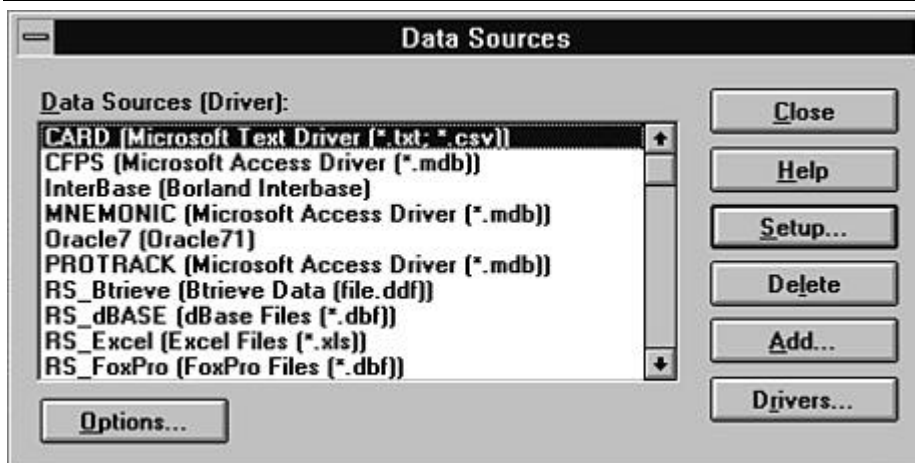 Data Sources
Data Sources (Driver):
CARD (Microsoft Text Driver (*.txt; *.csv))
CFPS (Microsoft Access Driver (*.mdb))
InterBase (Borland Interbase)
MNEMONIC (Microsoft Access Driver (*.mdb))
Oracle7 (Oracle71)
PROTRACK (Microsoft Access Driver (*.mdb))
RS_Btrieve (Btrieve Data (file.ddf))
RS_dBASE (dBase Files (*.dbf))
RS_Excel (Excel Files (*.xls))
RS_FoxPro (FoxPro Files (*.dbf))
Options...
Close
Help
Setup...
Delete
Add...
Drivers...